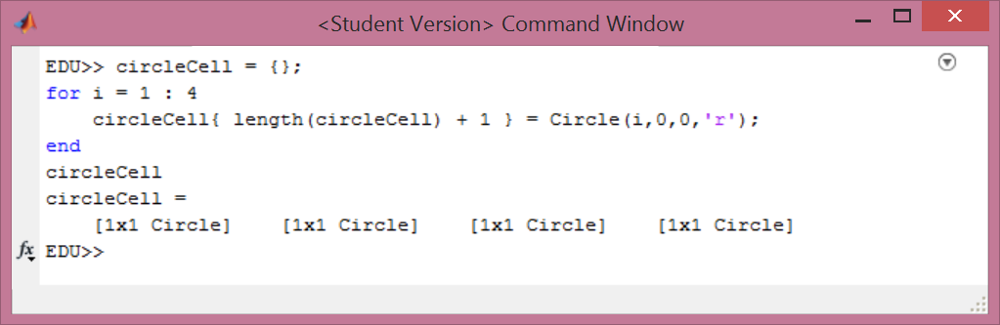 <Student Version> Command Window
EDU>> circleCell = {};
for i = 1 : 4
    circleCell{ length(circleCell) + 1 } = Circle(i,0,0,'r');
end
circleCell
circleCell =
    [1x1 Circle]    [1x1 Circle]    [1x1 Circle]    [1x1 Circle]
fx EDU>>